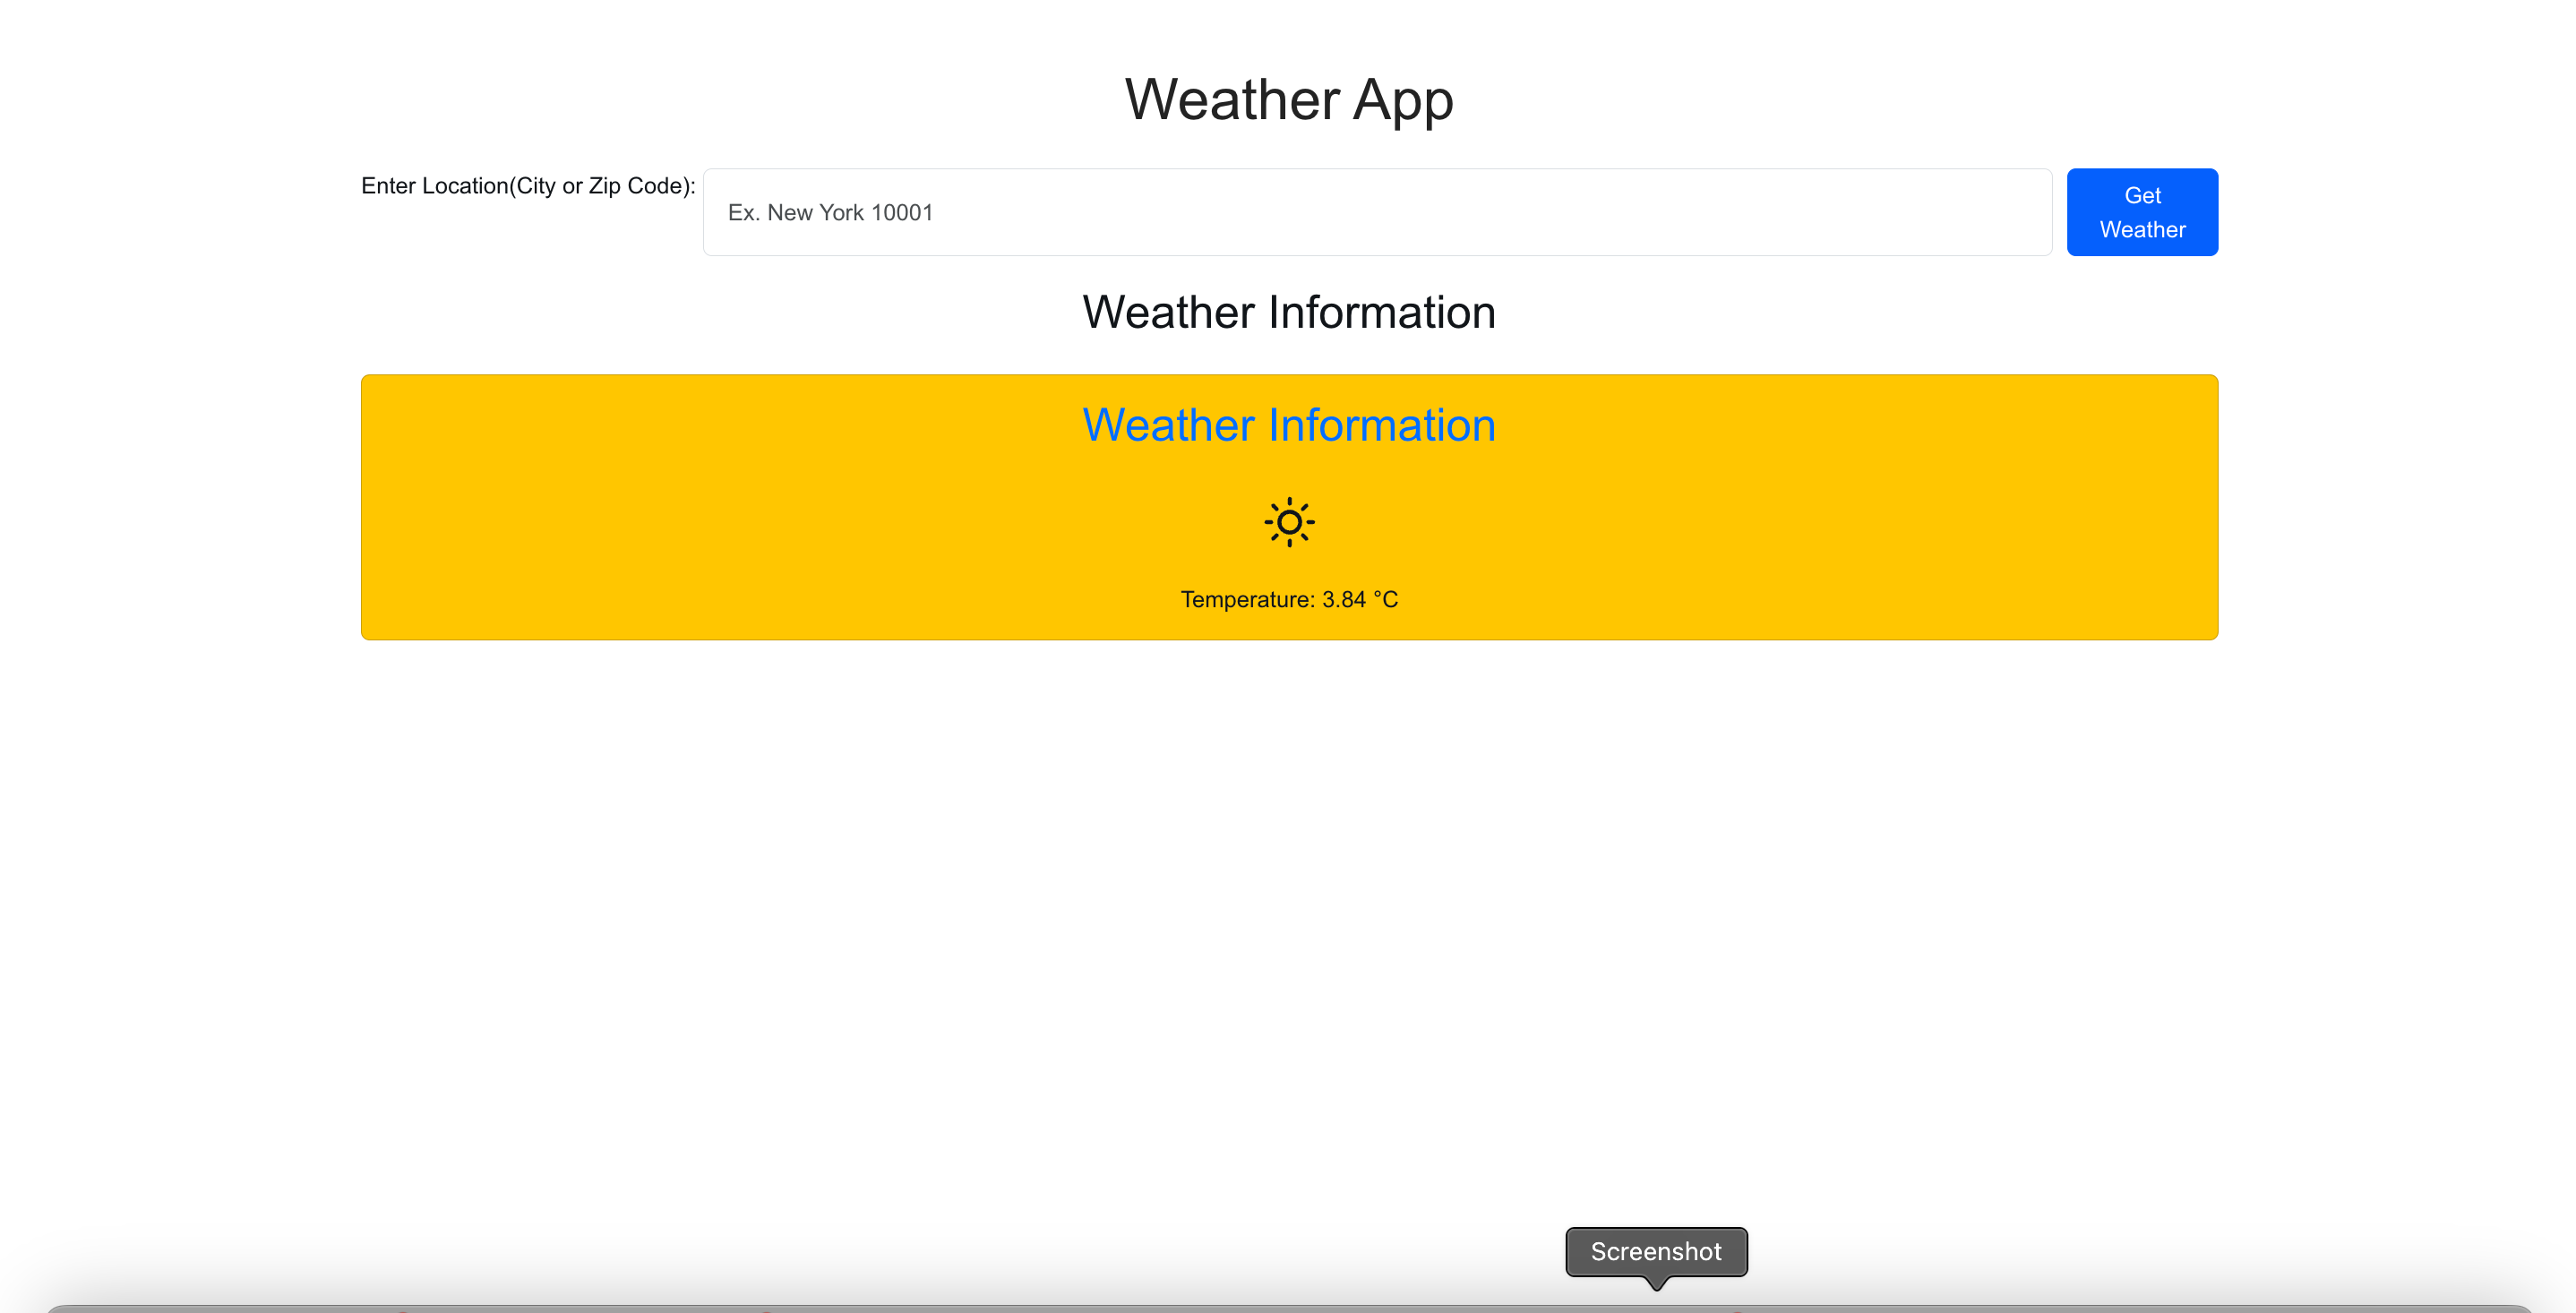 Weather App
Enter Location(City or Zip Code):
Ex. New York 10001
Get
Weather
Weather Information
Weather Information
Temperature: 3.84 °C
Screenshot